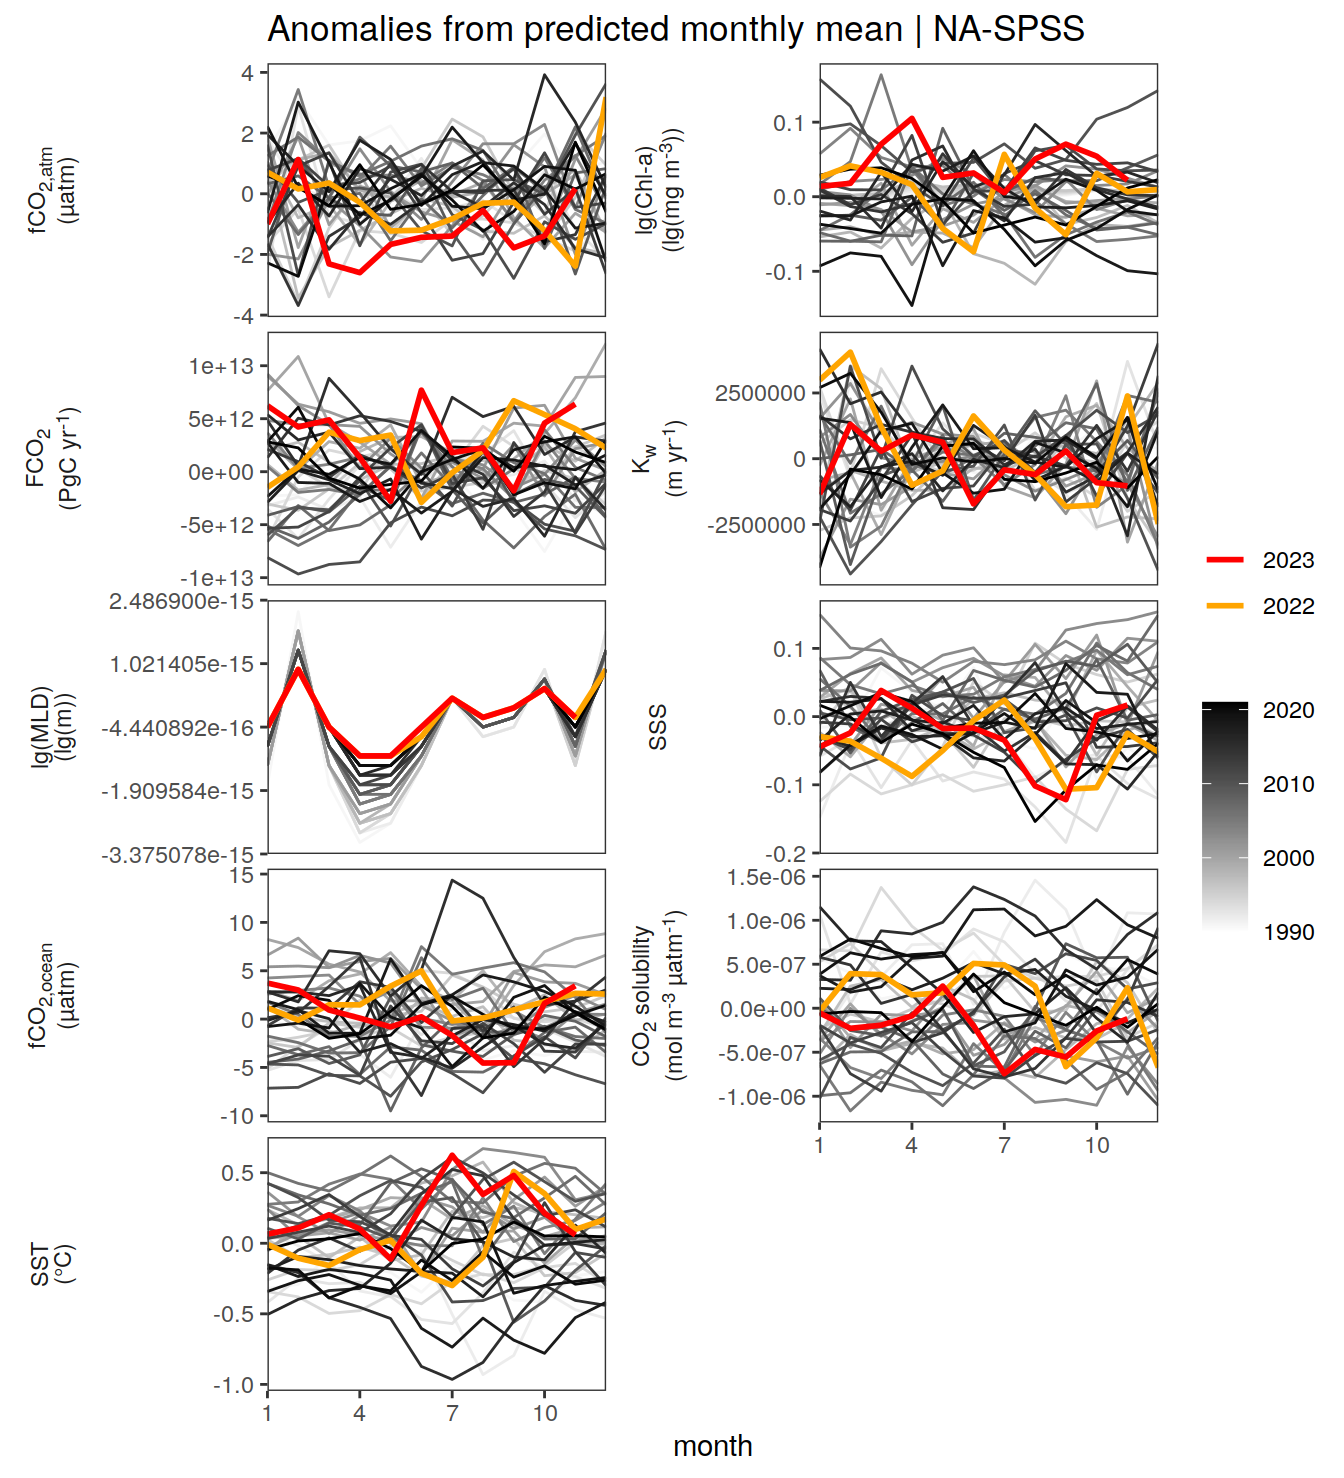 Anomalies from predicted monthly mean | NA-SPSS
fCO2,atm
(µatm)
4
2
0
-2
-4
lg(Chl-a)
(lg(mg m-3))
0.1
0.0
-0.1
FCO2
(PgC yr-1)
1e+13
5e+12
0e+00
-5e+12
-1e+13
Kw
(m yr-1)
2500000
0
-2500000
lg(MLD)
(lg(m))
2.486900e-15
1.021405e-15
-4.440892e-16
-1.909584e-15
-3.375078e-15
SSS
0.1
0.0
-0.1
-0.2
fCO2,ocean
(µatm)
15
10
5
0
-5
-10
CO2 solubility
(mol m-3 µatm-1)
1.5e-06
1.0e-06
5.0e-07
0.0e+00
-5.0e-07
-1.0e-06
1 4 7 10
SST
(°C)
0.5
0.0
-0.5
-1.0
1 4 7 10
month
2023
2022
2020
2010
2000
1990